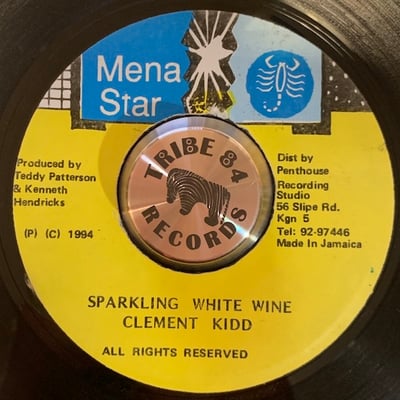 Mena
Star
Produced by
Teddy Patterson
& Kenneth
Hendricks
(P) (C) 1994
TRIBE 84
RECORDS
Dist by
Penthouse
Recording
Studio
56 Slipe Rd.
Kgn 5
Tel: 92-97446
Made In Jamaica
SPARKLING WHITE WINE
CLEMENT KIDD
ALL RIGHTS RESERVED